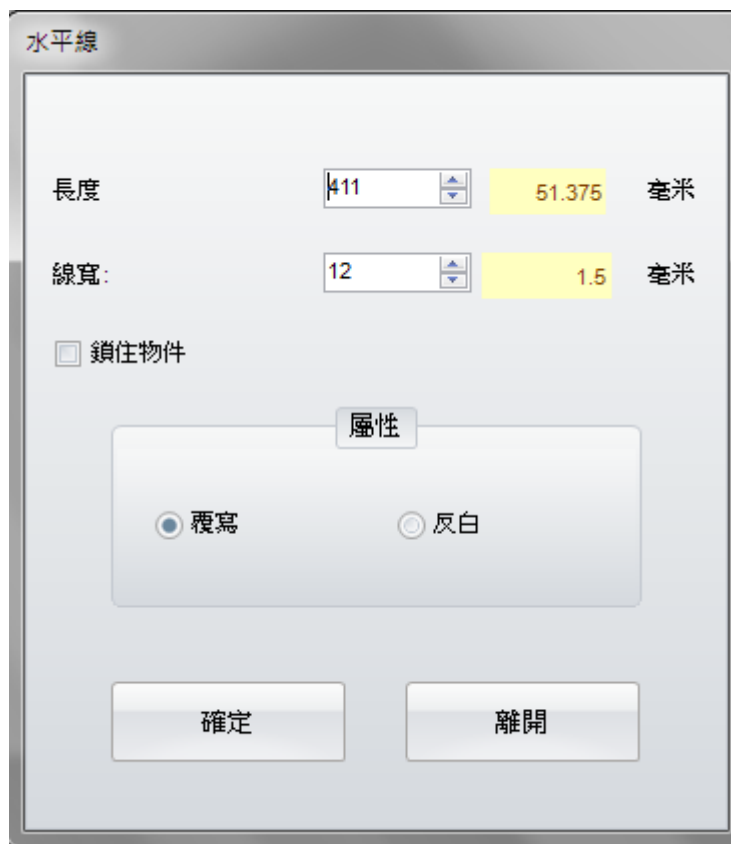 水平線
長度 411 51.375 毫米
線寬: 12 1.5 毫米
鎖住物件
屬性
覆寫 反白
確定 離開